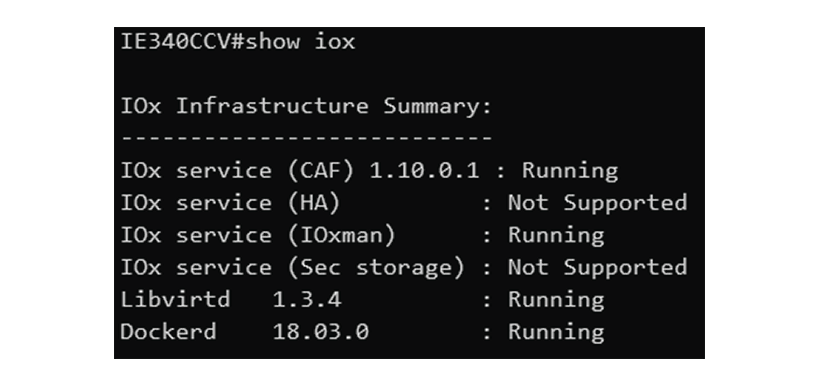 IE340CCV#show iox
IOx Infrastructure Summary:
---------------------------
IOx service (CAF) 1.10.0.1 : Running
IOx service (HA)           : Not Supported
IOx service (IOxman)       : Running
IOx service (Sec storage)  : Not Supported
Libvirtd   1.3.4           : Running
Dockerd    18.03.0         : Running